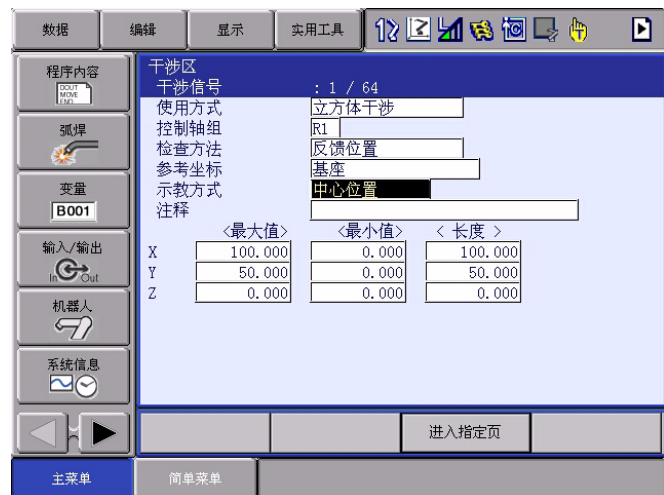 数据 编辑 显示 实用工具
程序内容
DOUT
MOVE
END
弧焊
变量
B001
输入/输出
In Out
机器人
系统信息
干涉区
干涉信号 : 1 / 64
使用方式 立方体干涉
控制轴组 R1
检查方法 反馈位置
参考坐标 基座
示教方式 中心位置
注释
<最大值> <最小值> < 长度 >
X 100.000 0.000 100.000
Y 50.000 0.000 50.000
Z 0.000 0.000 0.000
进入指定页
主菜单 简单菜单